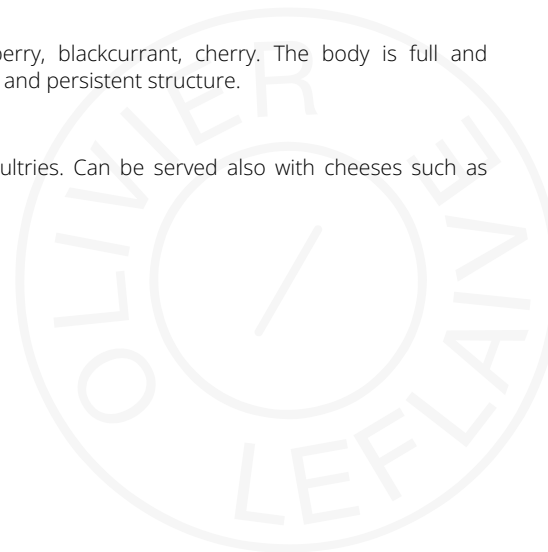 berry, blackcurrant, cherry. The body is full and
and persistent structure.
ultries. Can be served also with cheeses such as
OLIVIER LEFLAIVE